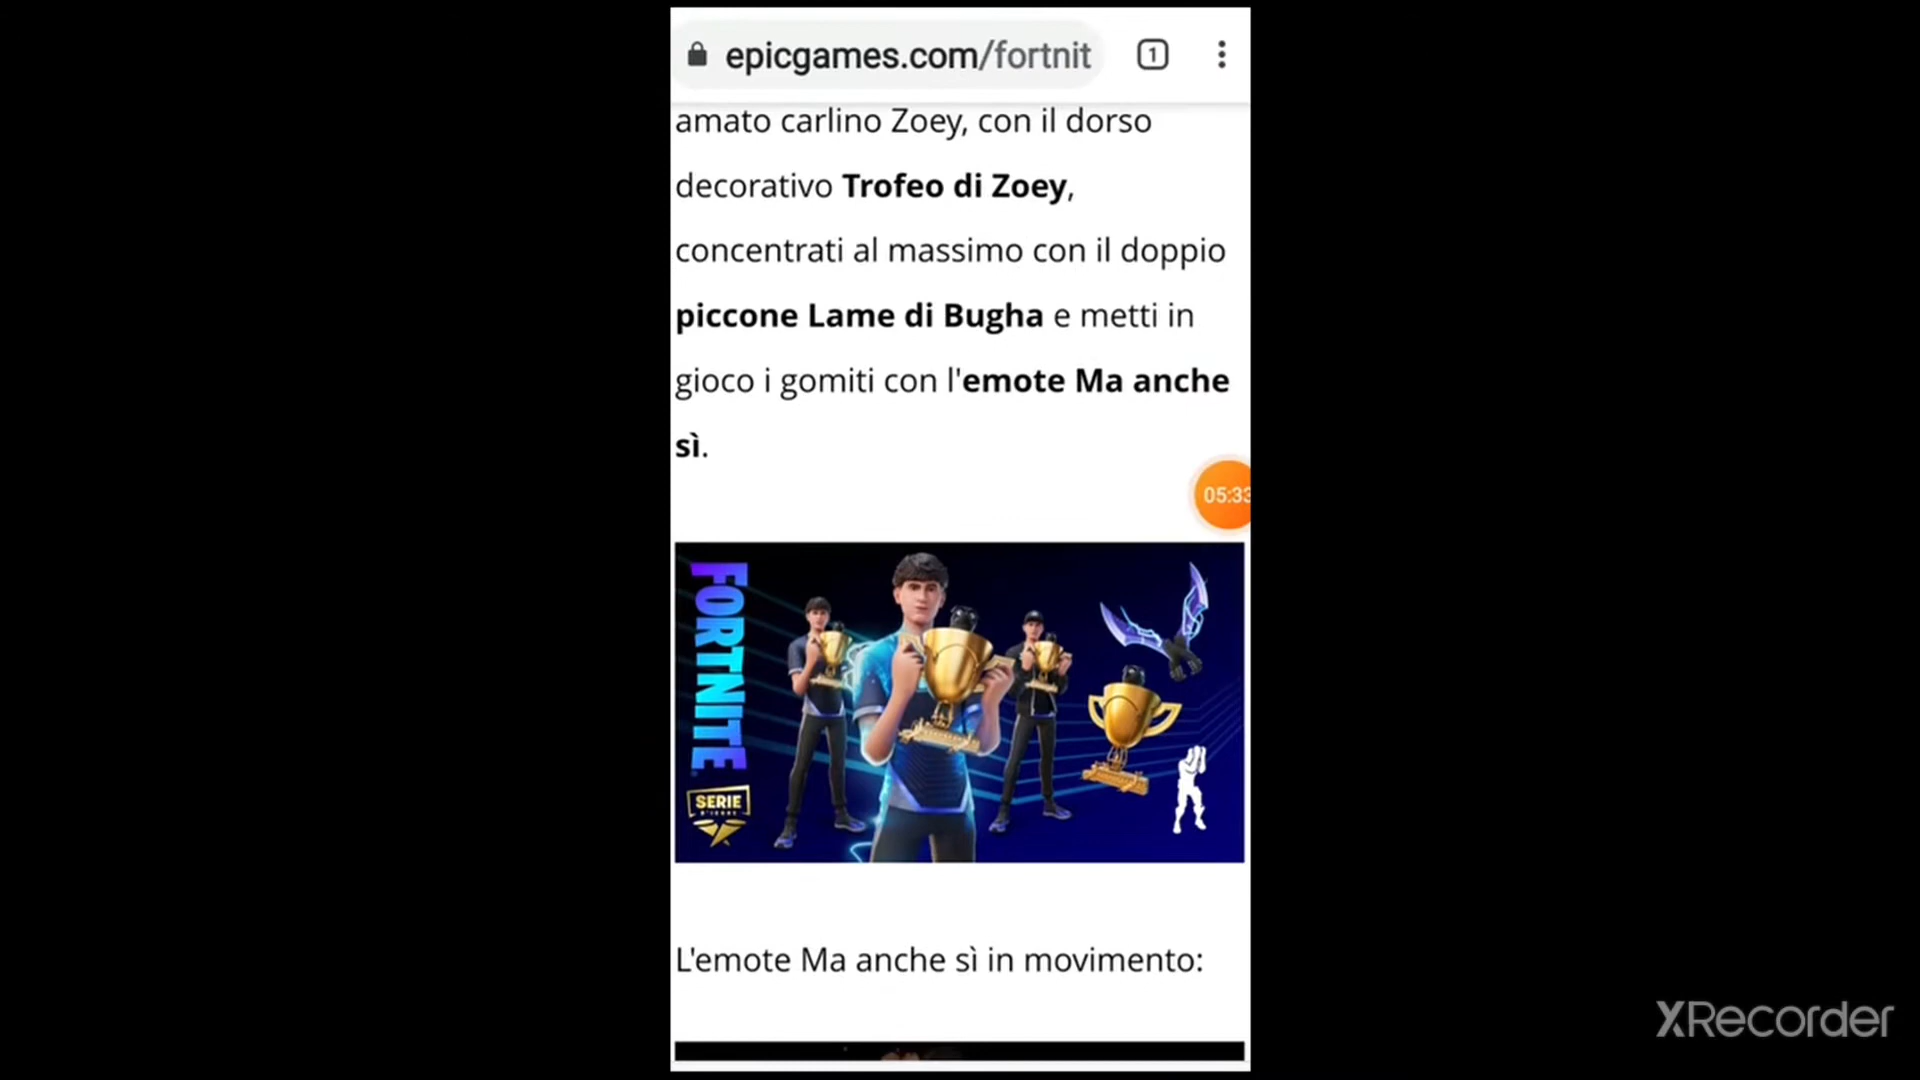 epicgames.com/fortnit
1
amato carlino Zoey, con il dorso
decorativo Trofeo di Zoey,
concentrati al massimo con il doppio
piccone Lame di Bugha e metti in
gioco i gomiti con l'emote Ma anche
sì.
05:33
FORTNITE
SERIE
D'ICONE
L'emote Ma anche sì in movimento:
XRecorder